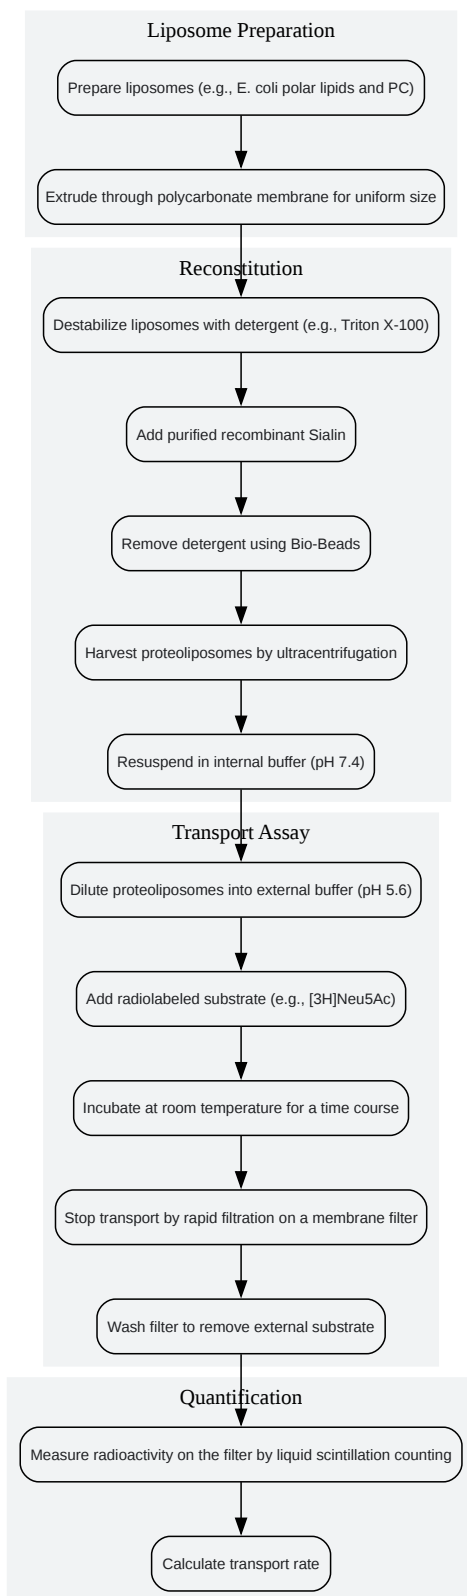 Liposome Preparation
Prepare liposomes (e.g., E. coli polar lipids and PC)
Extrude through polycarbonate membrane for uniform size
Reconstitution
Destabilize liposomes with detergent (e.g., Triton X-100)
Add purified recombinant Sialin
Remove detergent using Bio-Beads
Harvest proteoliposomes by ultracentrifugation
Resuspend in internal buffer (pH 7.4)
Transport Assay
Dilute proteoliposomes into external buffer (pH 5.6)
Add radiolabeled substrate (e.g., [3H]Neu5Ac)
Incubate at room temperature for a time course
Stop transport by rapid filtration on a membrane filter
Wash filter to remove external substrate
Quantification
Measure radioactivity on the filter by liquid scintillation counting
Calculate transport rate